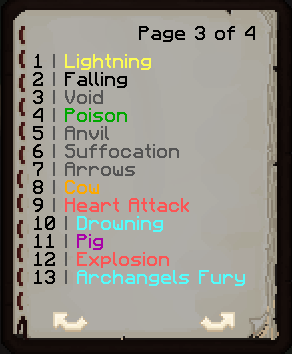 Page 3 of 4
1 | Lightning
2 | Falling
3 | Void
4 | Poison
5 | Anvil
6 | Suffocation
7 | Arrows
8 | Cow
9 | Heart Attack
10 | Drowning
11 | Pig
12 | Explosion
13 | Archangels Fury